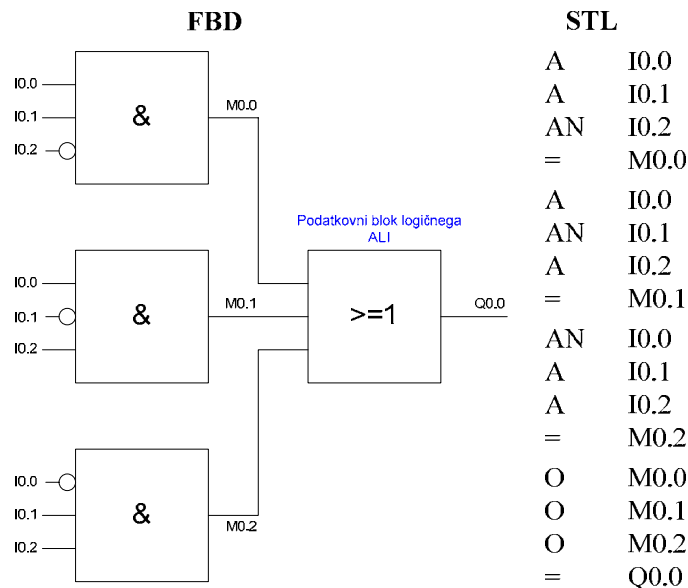 FBD
I0.0
I0.1
I0.2
&
M0.0
I0.0
I0.1
I0.2
&
M0.1
I0.0
I0.1
I0.2
&
M0.2
Podatkovni blok logičnega
ALI
>=1
Q0.0
STL
A I0.0
A I0.1
AN I0.2
= M0.0
A I0.0
AN I0.1
A I0.2
= M0.1
AN I0.0
A I0.1
A I0.2
= M0.2
O M0.0
O M0.1
O M0.2
= Q0.0